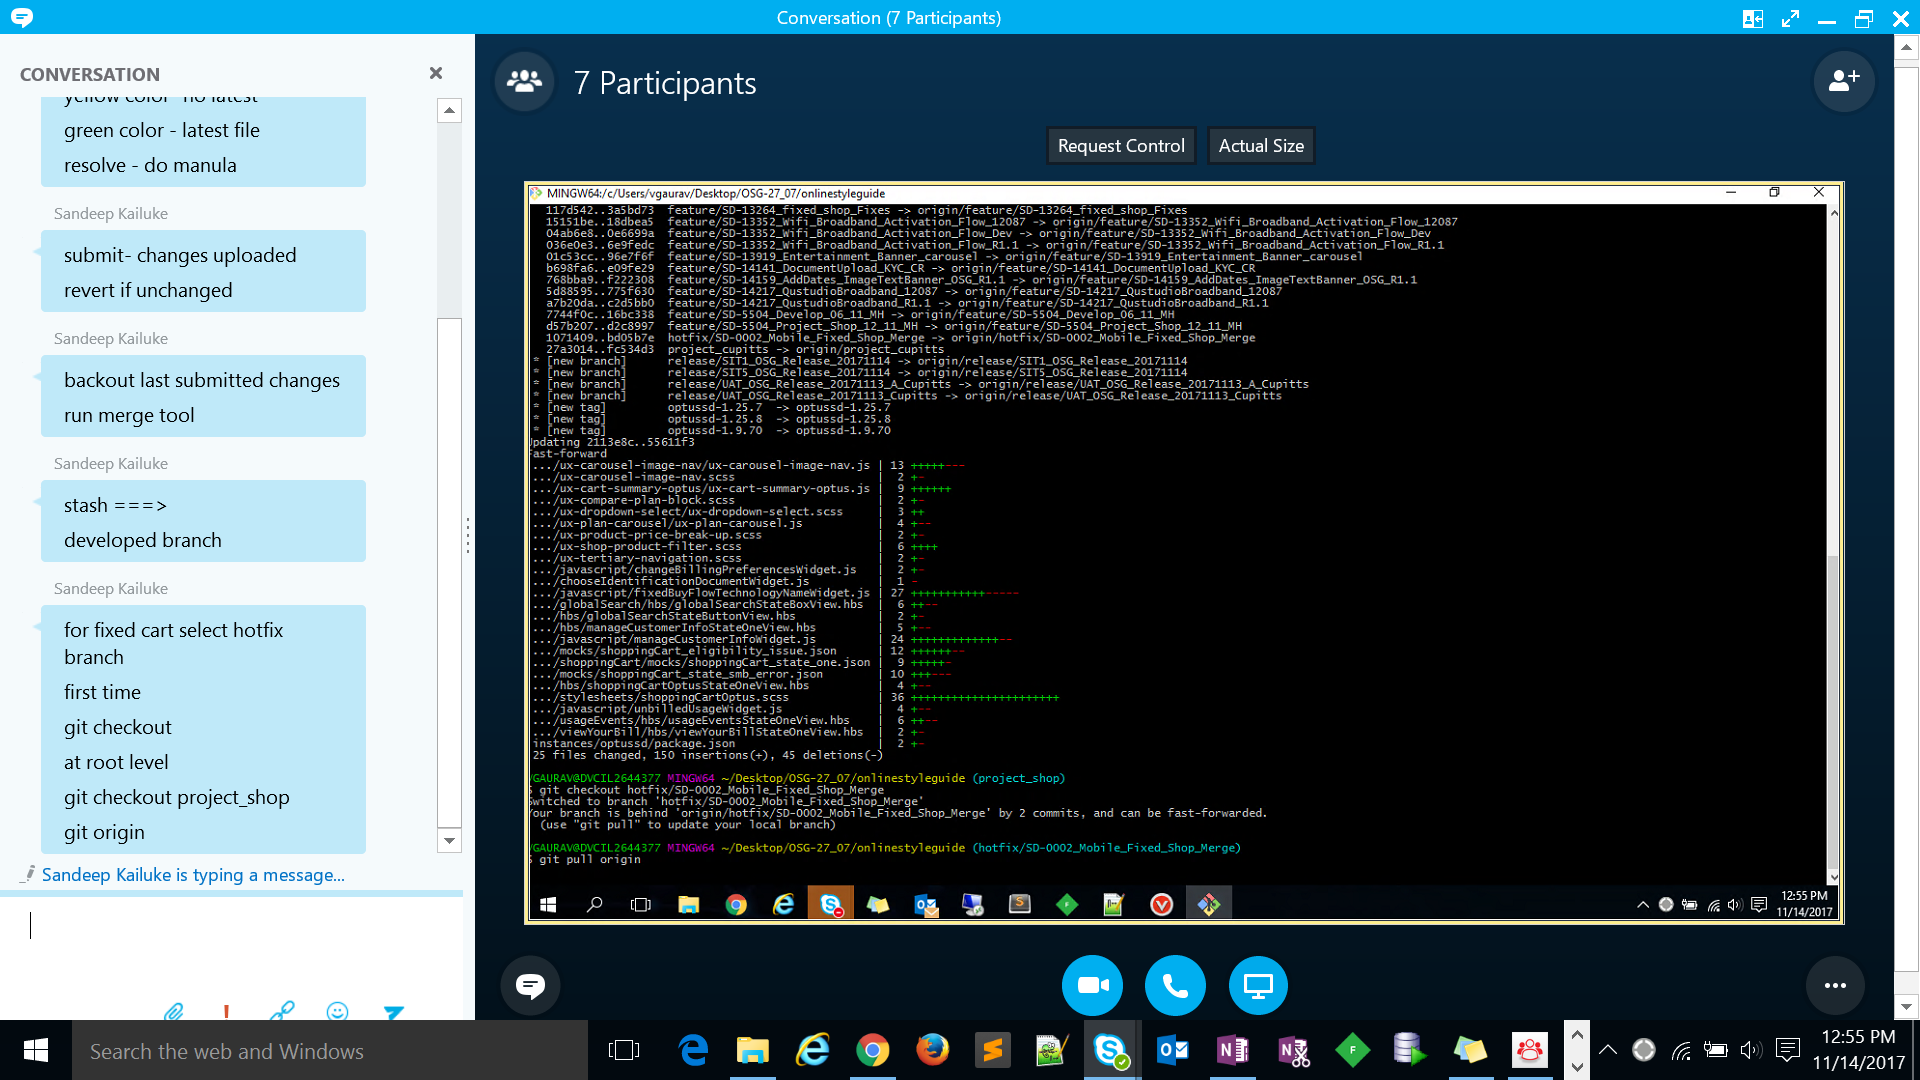 Conversation (7 Participants)
CONVERSATION
yellow color - no latest
green color - latest file
resolve - do manula
Sandeep Kailuke
submit- changes uploaded
revert if unchanged
Sandeep Kailuke
backout last submitted changes
run merge tool
Sandeep Kailuke
stash ===>
developed branch
Sandeep Kailuke
for fixed cart select hotfix
branch
first time
git checkout
at root level
git checkout project_shop
git origin
Sandeep Kailuke is typing a message...
7 Participants
Request Control
Actual Size
MINGW64:/c/Users/vgaurav/Desktop/OSG-27_07/onlinestyleguide
117d542..3a5bd73 feature/SD-13264_fixed_shop_Fixes -> origin/feature/SD-13264_fixed_shop_Fixes
15151be..18dbea5 feature/SD-13352_Wifi_Broadband_Activation_Flow_12087 -> origin/feature/SD-13352_Wifi_Broadband_Activation_Flow_12087
04ab6e8..0e6699a feature/SD-13352_Wifi_Broadband_Activation_Flow_Dev -> origin/feature/SD-13352_Wifi_Broadband_Activation_Flow_Dev
036e0e3..6e9fedc feature/SD-13352_Wifi_Broadband_Activation_Flow_R1.1 -> origin/feature/SD-13352_Wifi_Broadband_Activation_Flow_R1.1
01c53cc..96e7f6f feature/SD-13919_Entertainment_Banner_carousel -> origin/feature/SD-13919_Entertainment_Banner_carousel
b698fa6..e09fe29 feature/SD-14141_DocumentUpload_KYC_CR -> origin/feature/SD-14141_DocumentUpload_KYC_CR
768bba9..f222308 feature/SD-14159_AddDates_ImageTextBanner_OSG_R1.1 -> origin/feature/SD-14159_AddDates_ImageTextBanner_OSG_R1.1
5d88595..775f630 feature/SD-14217_QustudioBroadband_12087 -> origin/feature/SD-14217_QustudioBroadband_12087
a7b20da..c2d5bb0 feature/SD-14217_QustudioBroadband_R1.1 -> origin/feature/SD-14217_QustudioBroadband_R1.1
7744f0c..16bc338 feature/SD-5504_Develop_06_11_MH -> origin/feature/SD-5504_Develop_06_11_MH
d57b207..d2c8997 feature/SD-5504_Project_Shop_12_11_MH -> origin/feature/SD-5504_Project_Shop_12_11_MH
1071409..bd05b7e hotfix/SD-0002_Mobile_Fixed_Shop_Merge -> origin/hotfix/SD-0002_Mobile_Fixed_Shop_Merge
27a3014..fc534d3 project_cupitts -> origin/project_cupitts
* [new branch] release/SIT1_OSG_Release_20171114 -> origin/release/SIT1_OSG_Release_20171114
* [new branch] release/SIT5_OSG_Release_20171114 -> origin/release/SIT5_OSG_Release_20171114
* [new branch] release/UAT_OSG_Release_20171113_A_Cupitts -> origin/release/UAT_OSG_Release_20171113_A_Cupitts
* [new branch] release/UAT_OSG_Release_20171113_Cupitts -> origin/release/UAT_OSG_Release_20171113_Cupitts
* [new tag] optussd-1.25.7 -> optussd-1.25.7
* [new tag] optussd-1.25.8 -> optussd-1.25.8
* [new tag] optussd-1.9.70 -> optussd-1.9.70
Updating 2113e8c..55611f3
Fast-forward
.../ux-carousel-image-nav/ux-carousel-image-nav.js | 13 +++++---
.../ux-carousel-image-nav.scss | 2 +-
.../ux-cart-summary-optus/ux-cart-summary-optus.js | 9 ++++++
.../ux-compare-plan-block.scss | 2 +-
.../ux-dropdown-select/ux-dropdown-select.scss | 3 ++
.../ux-plan-carousel/ux-plan-carousel.js | 4 +--
.../ux-product-price-break-up.scss | 2 +-
.../ux-shop-product-filter.scss | 6 ++++
.../ux-tertiary-navigation.scss | 2 +-
.../javascript/changeBillingPreferencesWidget.js | 2 +-
.../chooseIdentificationDocumentWidget.js | 1 -
.../javascript/fixedBuyFlowTechnologyNameWidget.js | 27 +++++++++++-----
.../globalSearch/hbs/globalSearchStateBoxView.hbs | 6 ++--
.../hbs/globalSearchStateButtonView.hbs | 2 +-
.../hbs/manageCustomerInfoStateOneView.hbs | 5 +--
.../javascript/manageCustomerInfoWidget.js | 24 +++++++++++++--
.../mocks/shoppingCart_eligibility_issue.json | 12 ++++++--
.../shoppingCart/mocks/shoppingCart_state_one.json | 9 +++++-
.../mocks/shoppingCart_state_smb_error.json | 10 +++---
.../hbs/shoppingCartOptusStateOneView.hbs | 4 +--
.../stylesheets/shoppingCartOptus.scss | 36 ++++++++++++++++++++++
.../javascript/unbilledUsageWidget.js | 4 +--
.../usageEvents/hbs/usageEventsStateOneView.hbs | 6 ++--
.../viewYourBill/hbs/viewYourBillStateOneView.hbs | 2 +-
instances/optussd/package.json | 2 +-
25 files changed, 150 insertions(+), 45 deletions(-)
VGAURAV@DVCIL2644377 MINGW64 ~/Desktop/OSG-27_07/onlinestyleguide (project_shop)
$ git checkout hotfix/SD-0002_Mobile_Fixed_Shop_Merge
Switched to branch 'hotfix/SD-0002_Mobile_Fixed_Shop_Merge'
Your branch is behind 'origin/hotfix/SD-0002_Mobile_Fixed_Shop_Merge' by 2 commits, and can be fast-forwarded.
(use "git pull" to update your local branch)
VGAURAV@DVCIL2644377 MINGW64 ~/Desktop/OSG-27_07/onlinestyleguide (hotfix/SD-0002_Mobile_Fixed_Shop_Merge)
$ git pull origin
12:55 PM
11/14/2017
Search the web and Windows
12:55 PM
11/14/2017